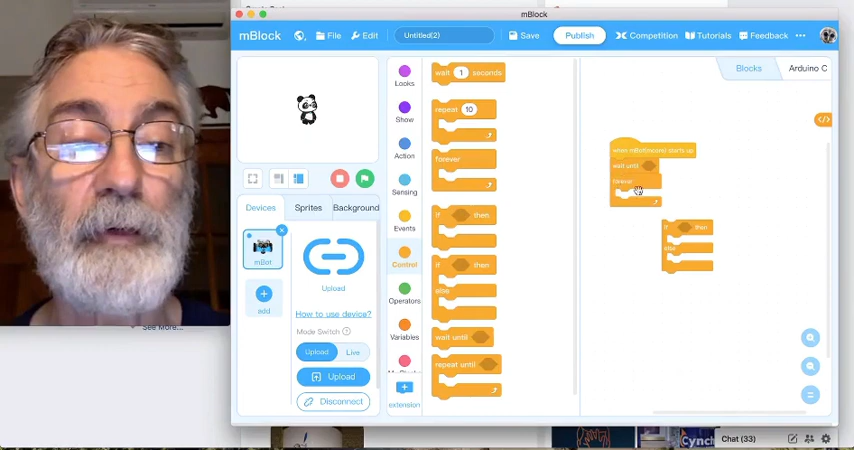 mBlock
mBlock
File
Edit
Untitled(2)
Save
Publish
Competition
Tutorials
Feedback
Looks
Show
Action
Sensing
Events
Control
Operators
Variables
extension
wait 1 seconds
repeat 10
forever
if then
if then
else
wait until
repeat until
Blocks
Arduino C
</>
when mBot(mcore) starts up
wait until
forever
if then
else
Devices
Sprites
Background
mBot
add
Upload
How to use device?
Mode Switch
Upload Live
Upload
Disconnect
See More...
Cynch
Chat (33)